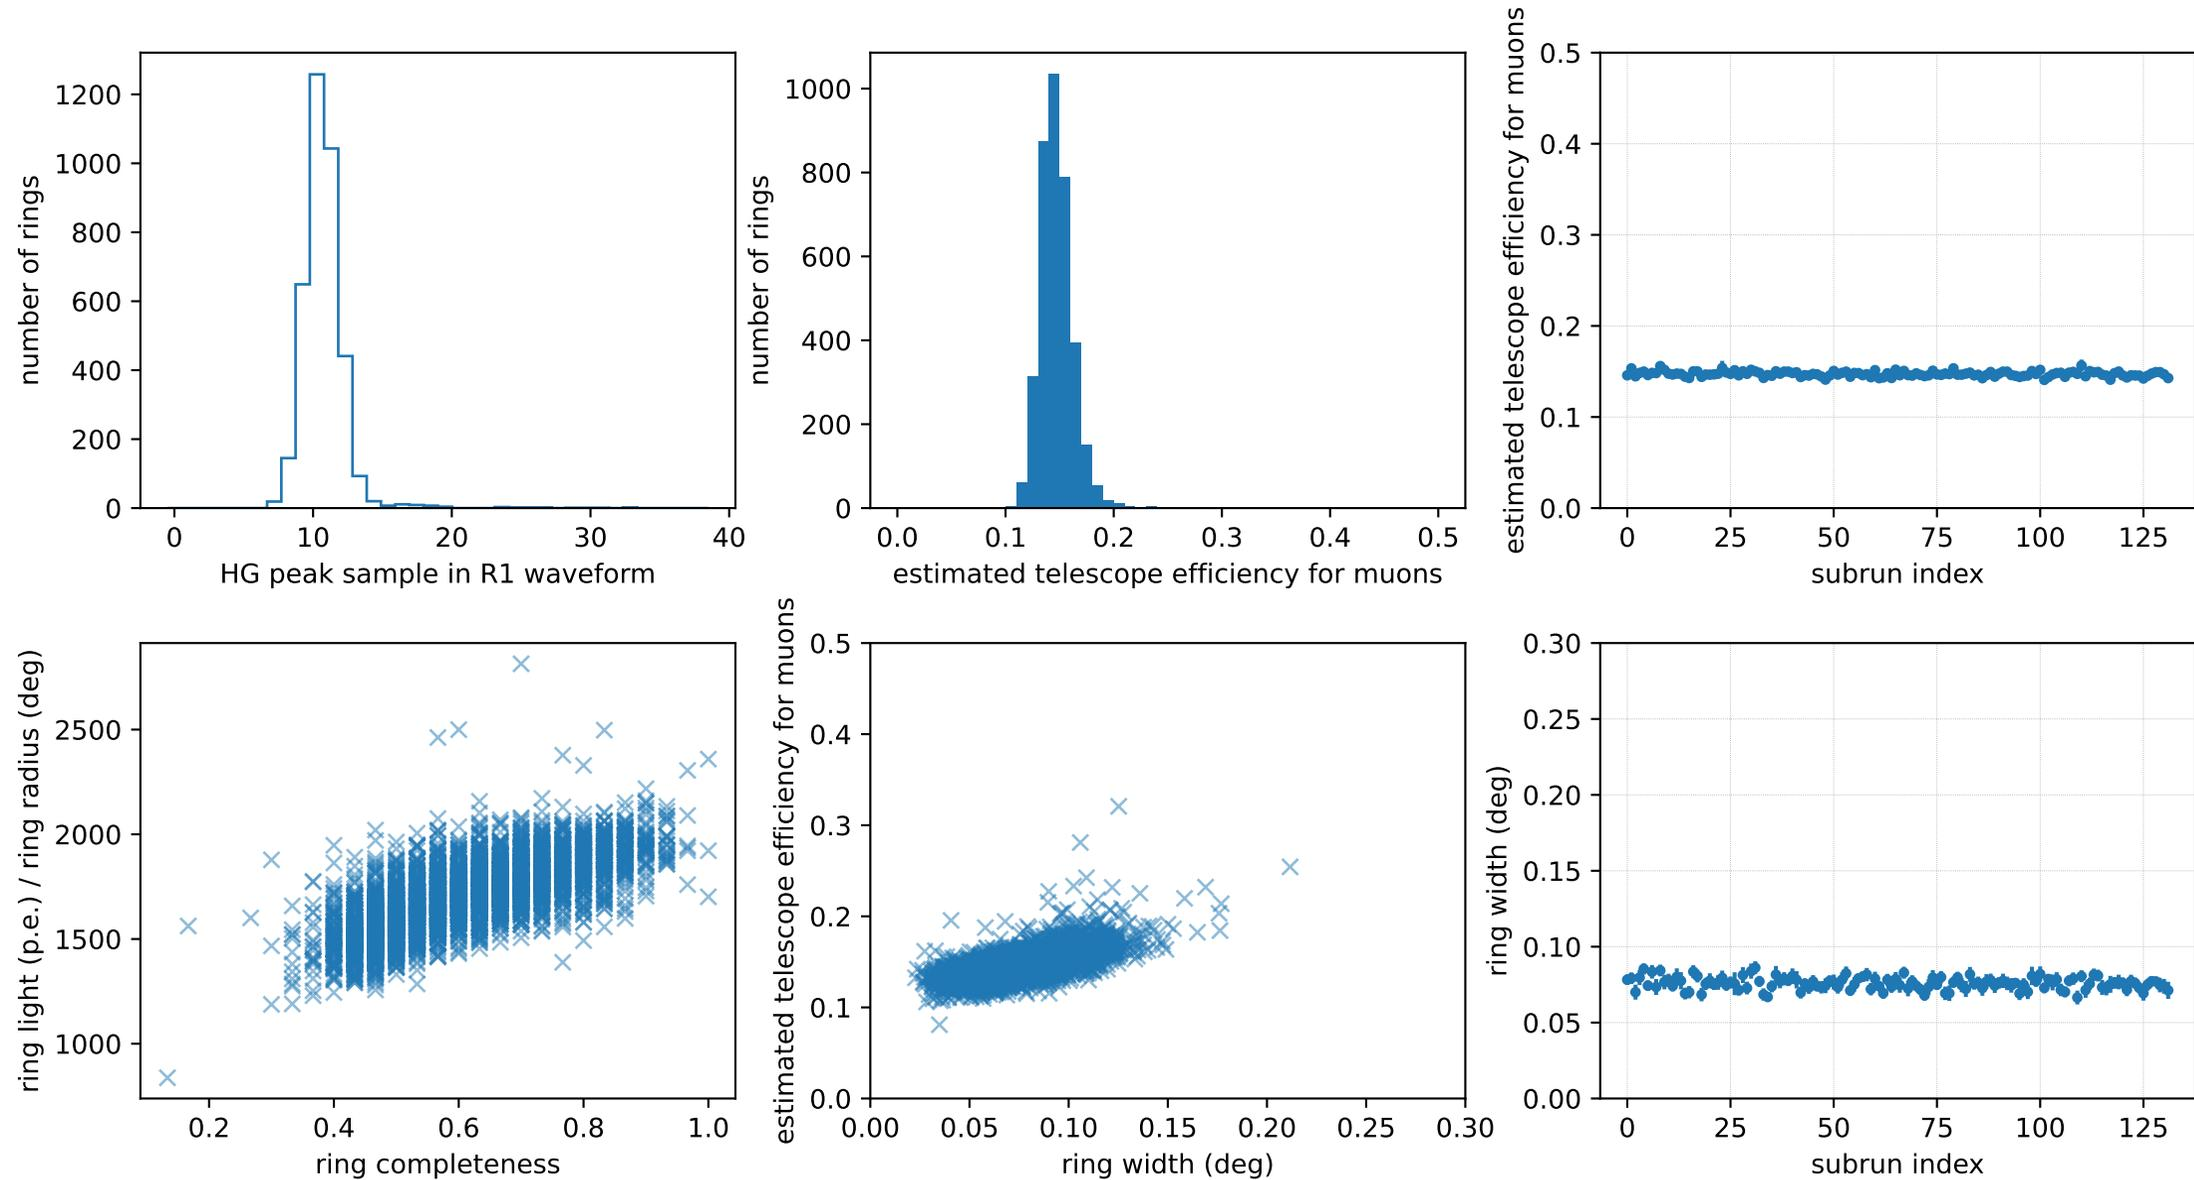 number of rings
1200
1000
800
600
400
200
0
0 10 20 30 40
HG peak sample in R1 waveform
number of rings
1000
800
600
400
200
0
0.0 0.1 0.2 0.3 0.4 0.5
estimated telescope efficiency for muons
estimated telescope efficiency for muons
0.5
0.4
0.3
0.2
0.1
0.0
0 25 50 75 100 125
subrun index
ring light (p.e.) / ring radius (deg)
2500
2000
1500
1000
0.2 0.4 0.6 0.8 1.0
ring completeness
estimated telescope efficiency for muons
0.5
0.4
0.3
0.2
0.1
0.0
0.00 0.05 0.10 0.15 0.20 0.25 0.30
ring width (deg)
ring width (deg)
0.30
0.25
0.20
0.15
0.10
0.05
0.00
0 25 50 75 100 125
subrun index